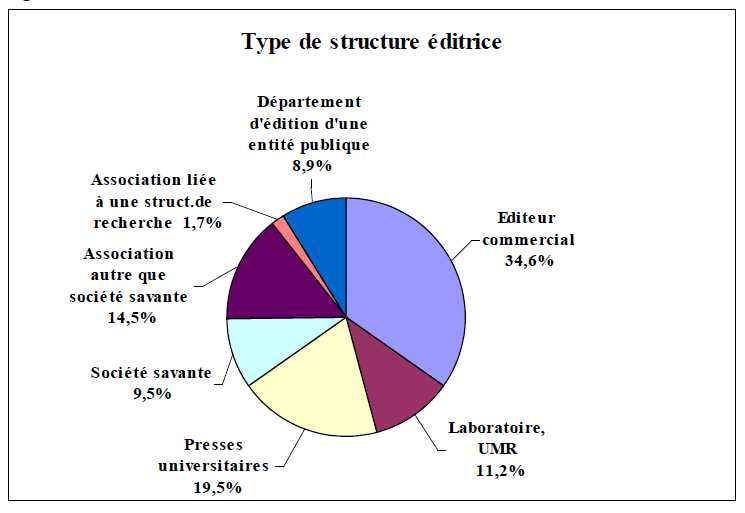 Type de structure éditrice
Département
d'édition d'une
entité publique
8,9%
Association liée
à une struct.de
recherche 1,7%
Association
autre que
société savante
14,5%
Société savante
9,5%
Presses
universitaires
19,5%
Laboratoire,
UMR
11,2%
Editeur
commercial
34,6%